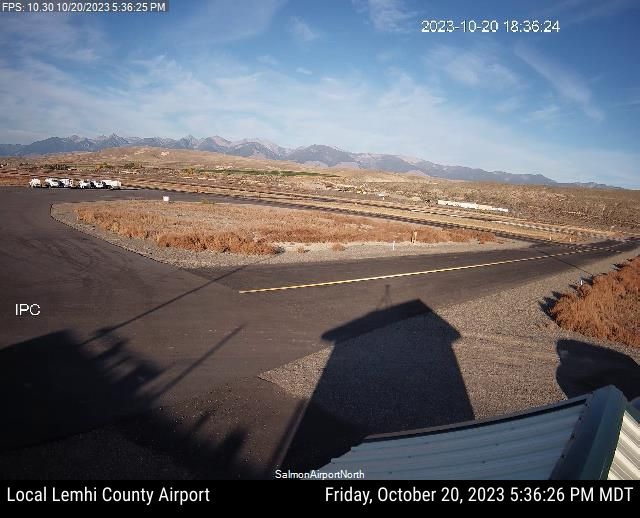 FPS: 10.30 10/20/2023 5:36:25 PM
2023-10-20 18:36:24
IPC
SalmonAirportNorth
Local Lemhi County Airport
Friday, October 20, 2023 5:36:26 PM MDT